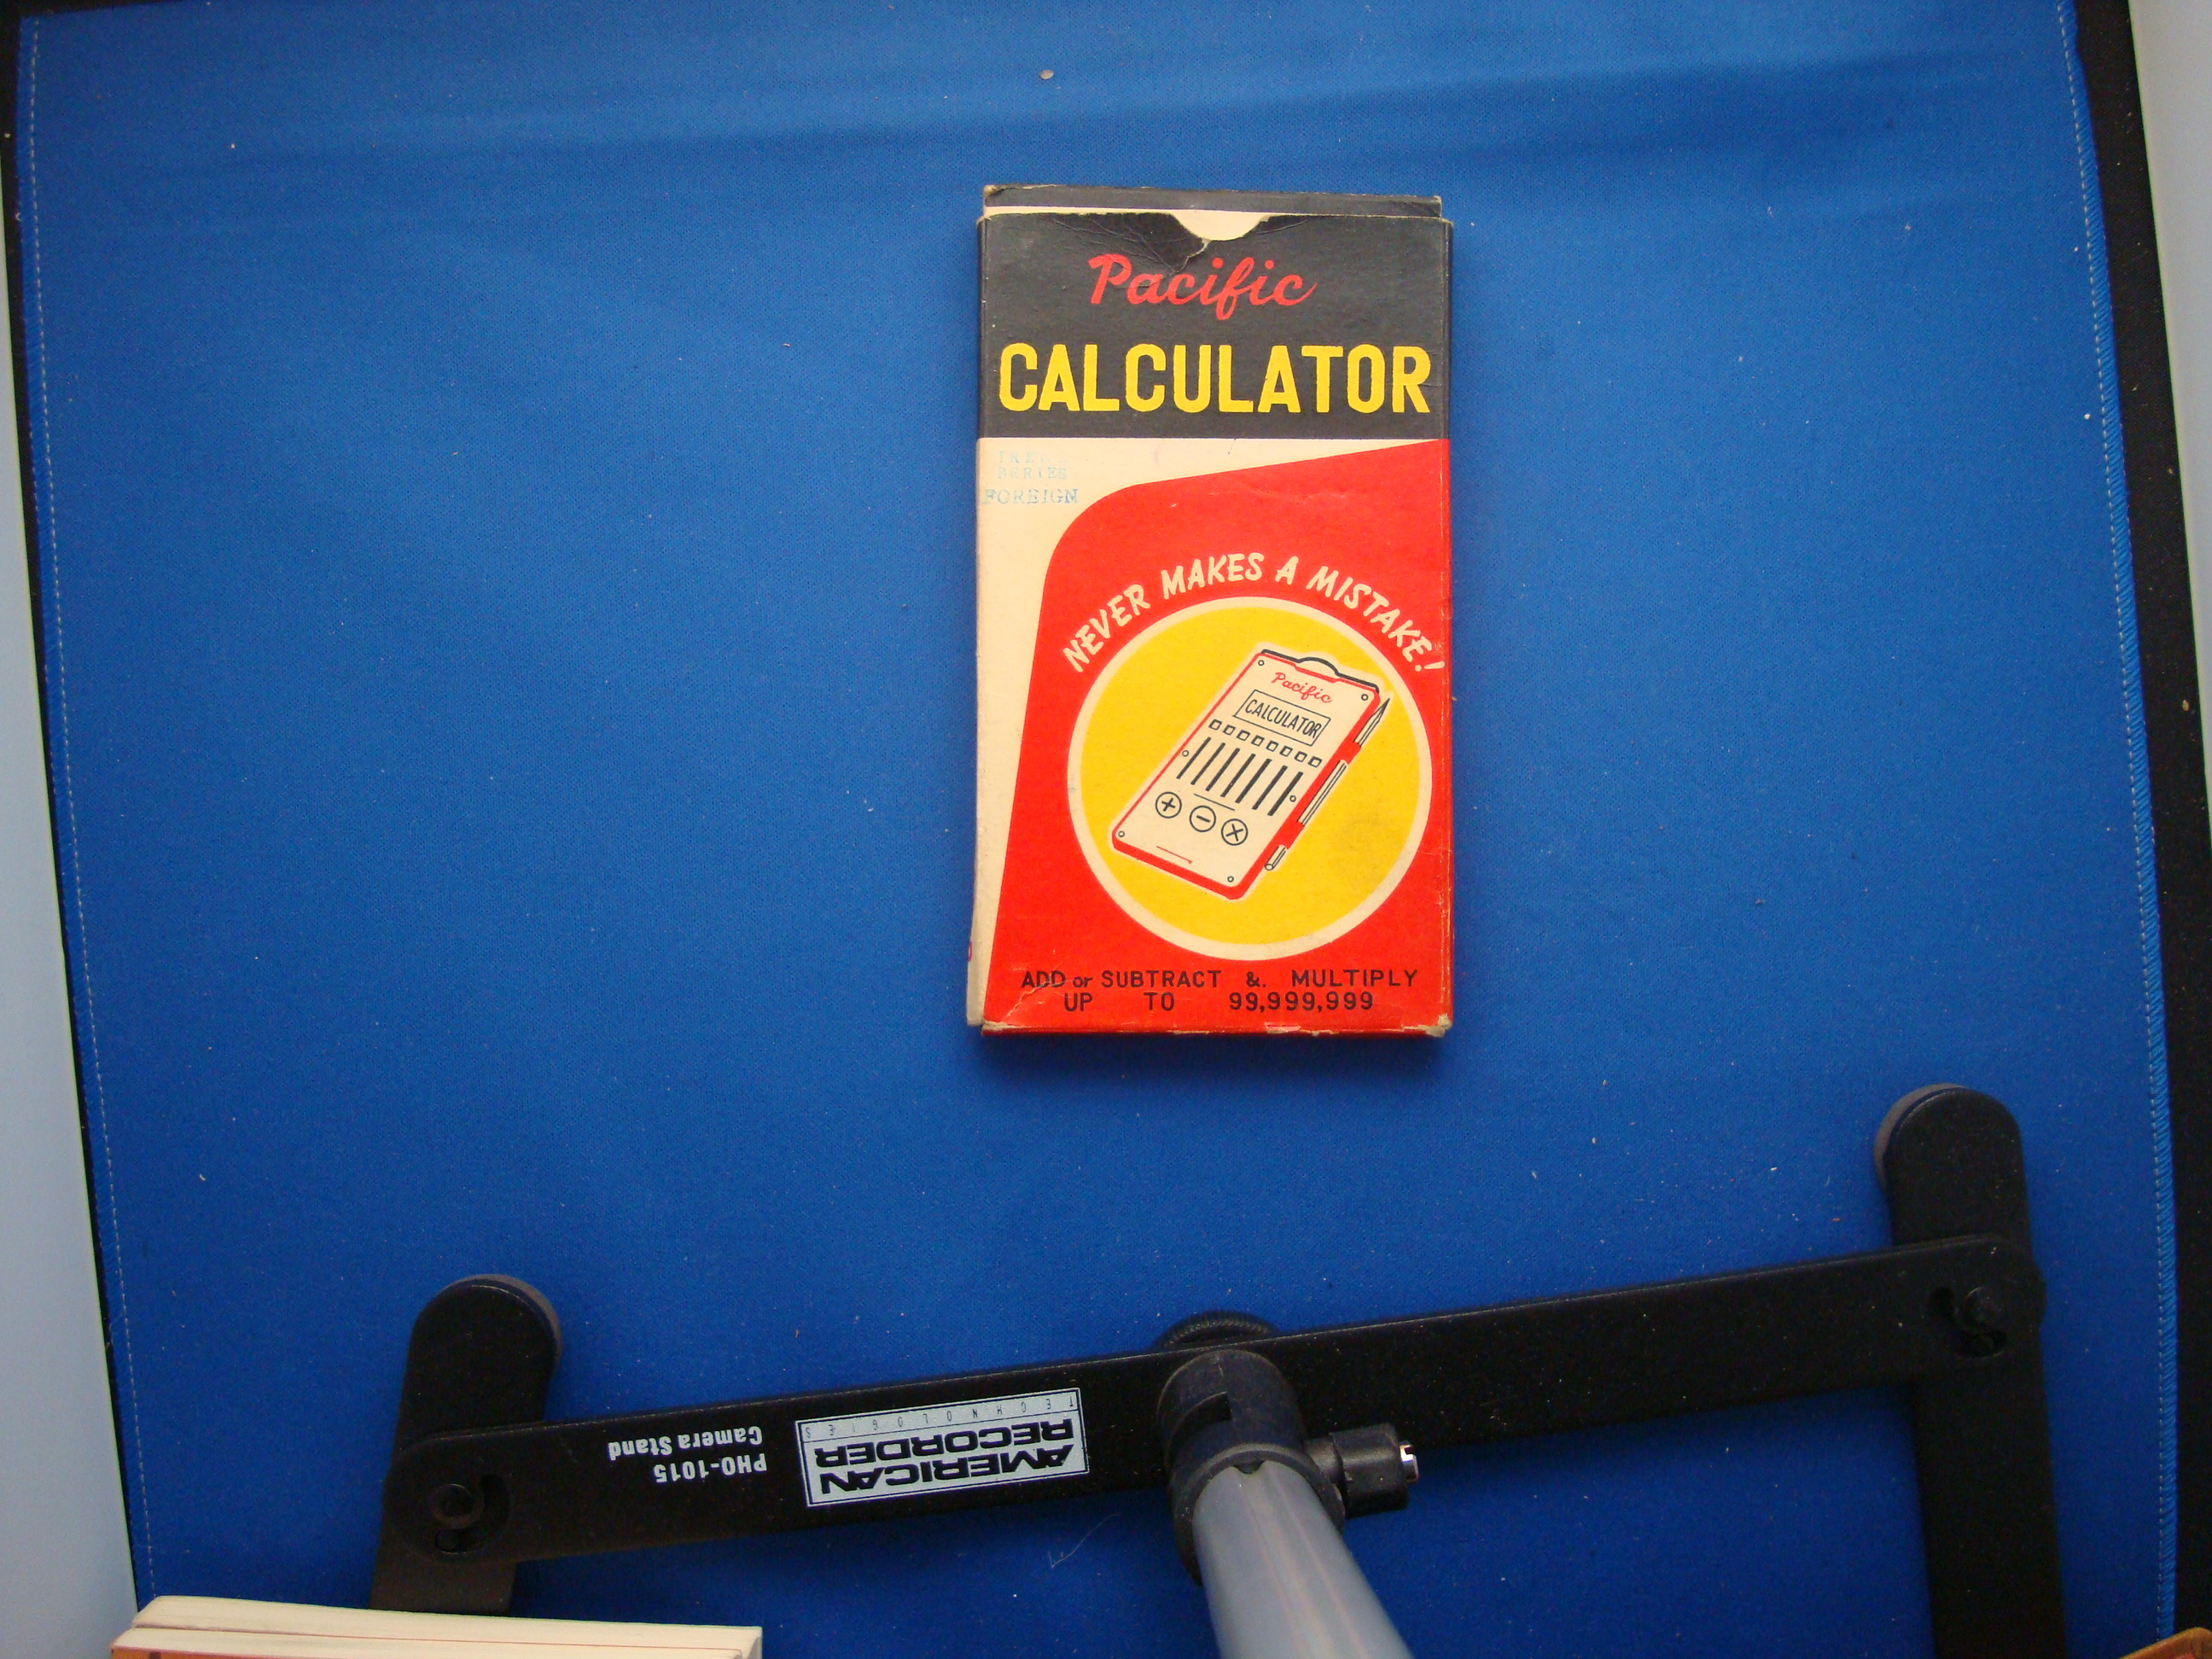 Pacific
CALCULATOR
SERIES
FOREIGN
NEVER MAKES A MISTAKE!
Pacific
CALCULATOR
ADD or SUBTRACT &. MULTIPLY
UP TO 99,999,999
AMERICAN
RECORDER
TECHNOLOGIES
PHO-1015
Camera Stand